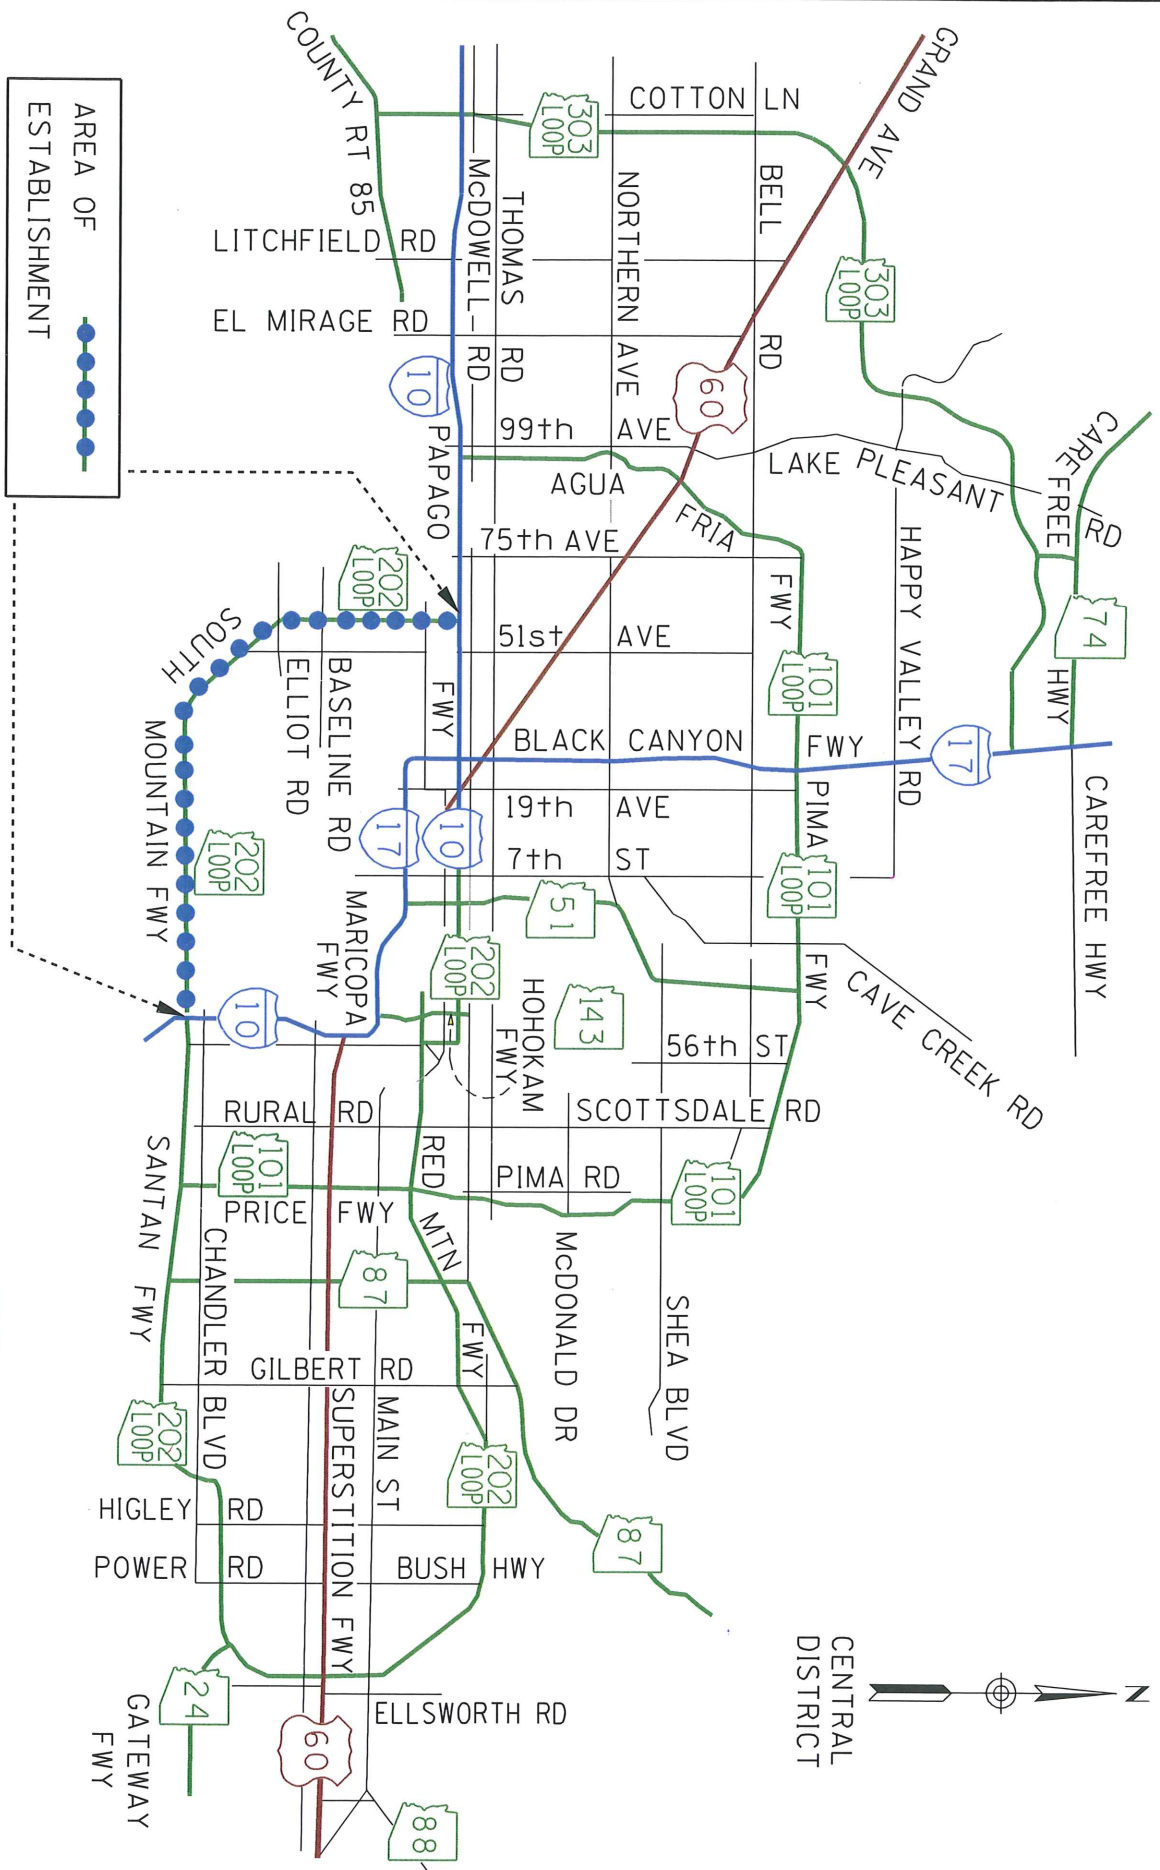 GRAND AVE
COTTON LN
303
LOOP
COUNTY RT 85
BELL RD
NORTHERN AVE
THOMAS RD
McDOWELL RD
303
LOOP
LITCHFIELD RD
EL MIRAGE RD
10
60
99th AVE
LAKE PLEASANT RD
CAREFREE HWY
74
AGUA FRIA FWY
75th AVE
PAPAGO FWY
HAPPY VALLEY RD
101
LOOP
51st AVE
202
LOOP
SOUTH MOUNTAIN FWY
BASELINE RD
ELLIOT RD
AREA OF
ESTABLISHMENT
BLACK CANYON FWY
17
19th AVE
17
10
7th ST
PIMA FWY
101
LOOP
CAREFREE HWY
202
LOOP
51
MARICOPA
FWY
202
LOOP
143
HOHOKAM
FWY
CAVE CREEK RD
56th ST
10
RURAL RD
SCOTTSDALE RD
PIMA RD
101
LOOP
101
LOOP
PRICE FWY
SANTAN FWY
RED MTN FWY
87
McDONALD DR
SHEA BLVD
CHANDLER BLVD
GILBERT RD
SUPERSTITION FWY
MAIN ST
202
LOOP
202
LOOP
HIGLEY RD
POWER RD
BUSH HWY
87
24
GATEWAY
FWY
ELLSWORTH RD
60
88
CENTRAL
DISTRICT
N